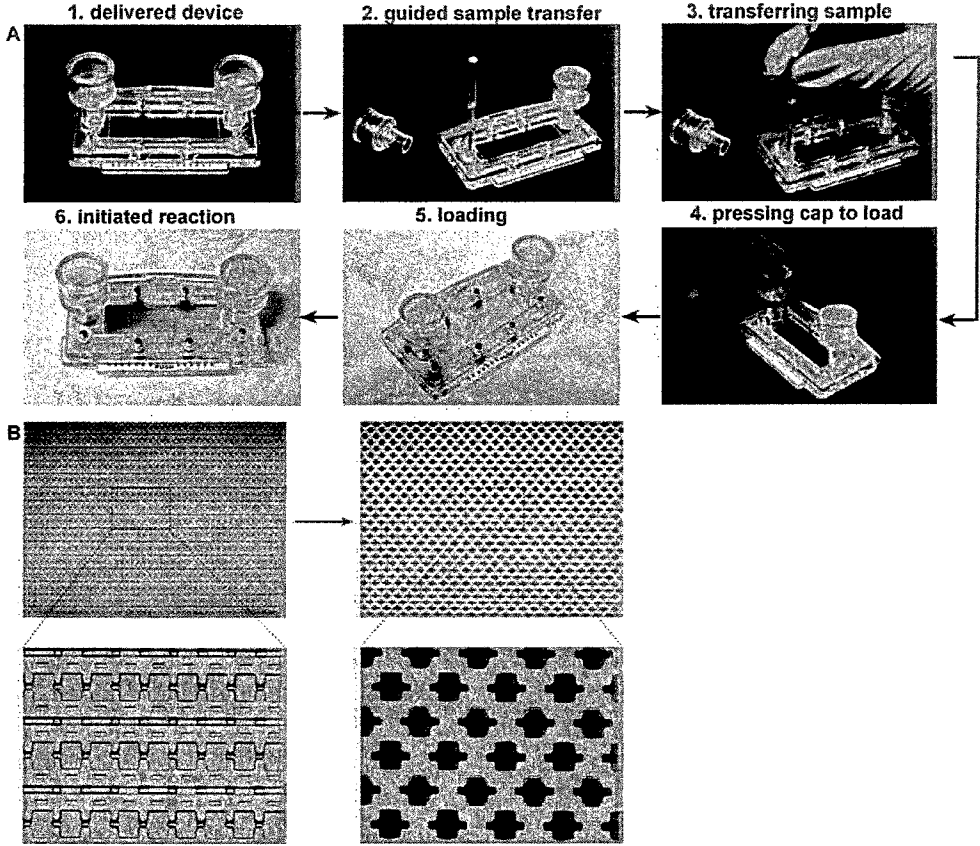 1. delivered device
2. guided sample transfer
3. transferring sample
A
6. initiated reaction
5. loading
4. pressing cap to load
B